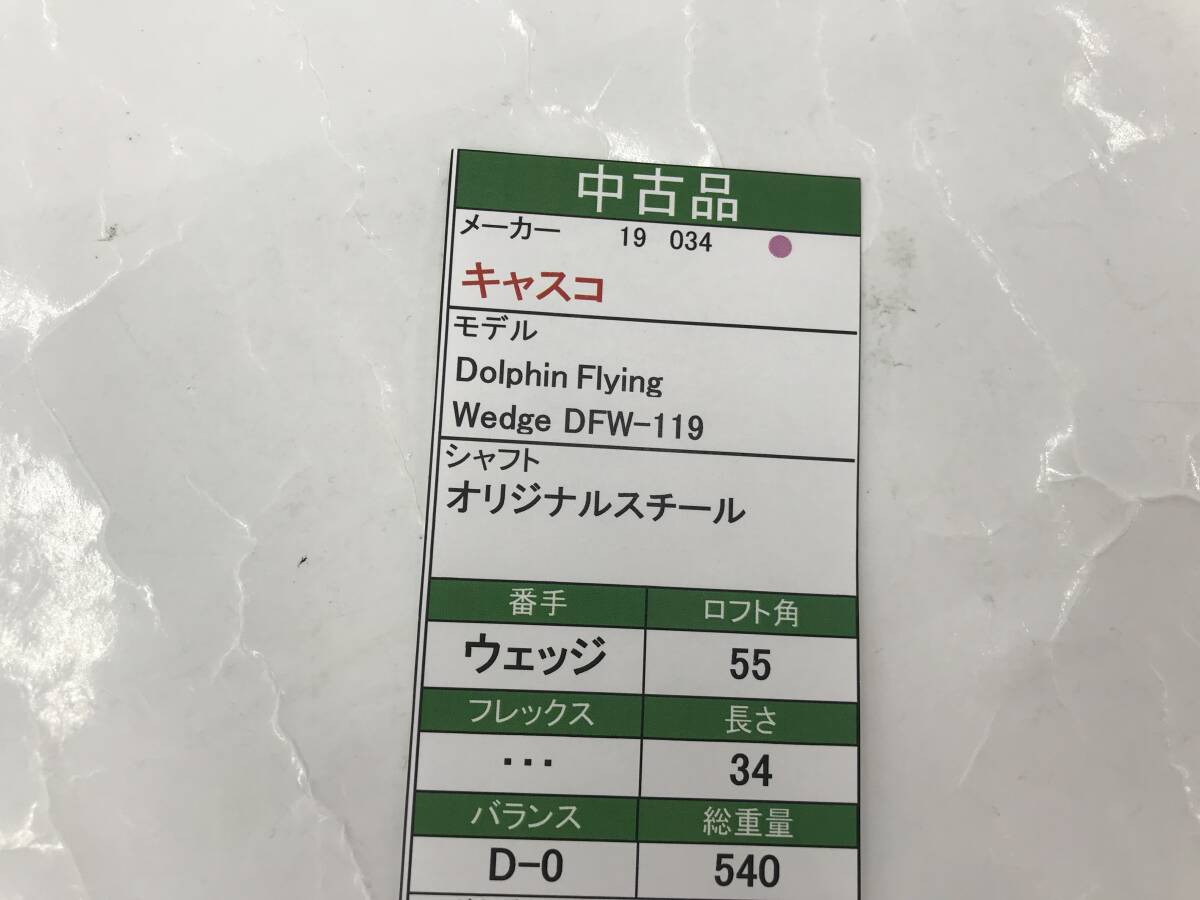 中古品
メーカー 19 034
キャスコ
モデル
Dolphin Flying
Wedge DFW-119
シャフト
オリジナルスチール
番手 ロフト角
ウェッジ 55
フレックス 長さ
… 34
バランス 総重量
D-0 540